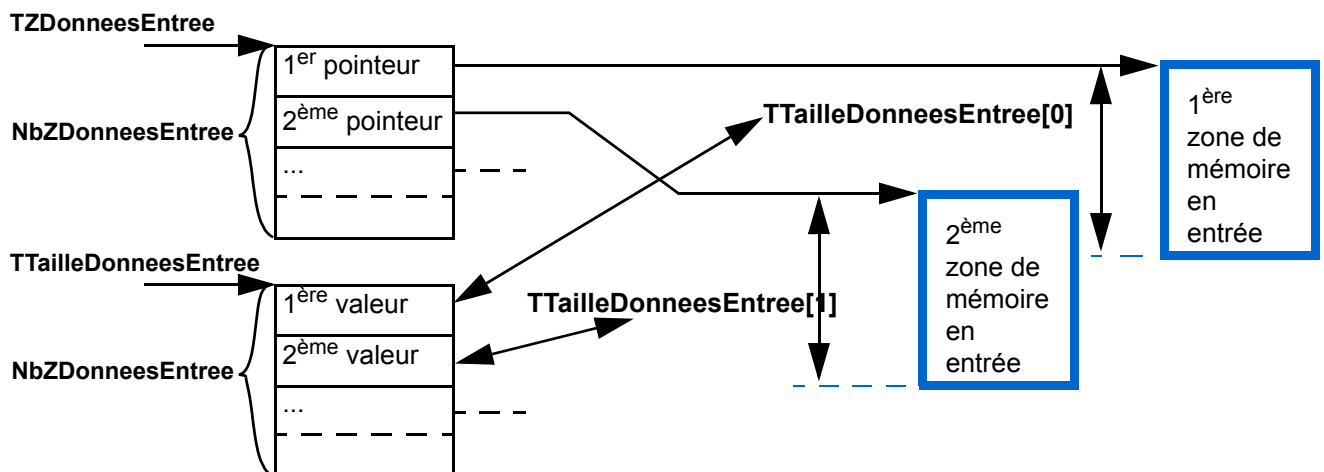 TZDonneesEntree
1er pointeur
2ème pointeur
...
NbZDonneesEntree
TTailleDonneesEntree[0]
1ère
zone de
mémoire
en
entrée
2ème
zone de
mémoire
en
entrée
TTailleDonneesEntree
1ère valeur
2ème valeur
...
NbZDonneesEntree
TTailleDonneesEntree[1]